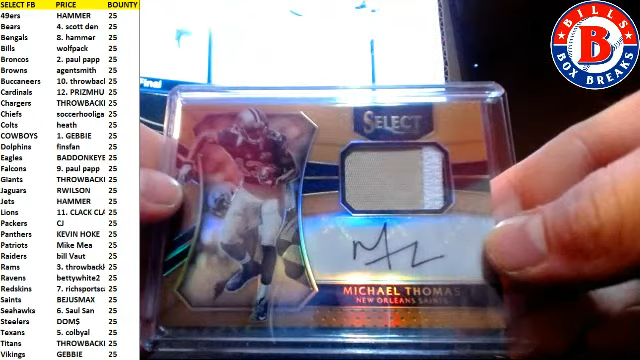 SELECT FB PRICE BOUNTY
49ers HAMMER 25
Bears 4. scott den 25
Bengals 8. hammer 25
Bills wolfpack 25
Broncos 2. paul papp 25
Browns agentsmith 25
Buccaneers 10. throwbacl 25
Cardinals 12. PRIZMHU 25
Chargers THROWBACKI 25
Chiefs soccerhooliga 25
Colts heath 25
COWBOYS 1. GEBBIE 25
Dolphins finsfan 25
Eagles BADDONKEYE 25
Falcons 9. paul papp 25
Giants THROWBACKI 25
Jaguars RWILSON 25
Jets HAMMER 25
Lions 11. CLACK CLA 25
Packers CJ 25
Panthers KEVIN HOKE 25
Patriots Mike Mea 25
Raiders bill Vaut 25
Rams 3. throwbackl 25
Ravens bettywhite2 25
Redskins 7. richsportsc 25
Saints BEJUSMAX 25
Seahawks 6. Saul San 25
Steelers DOM$ 25
Texans 5. colbyal 25
Titans THROWBACKI 25
Vikings GEBBIE 25
BILLS
B
BOX BREAKS
SELECT
MICHAEL THOMAS
NEW ORLEANS SAINTS